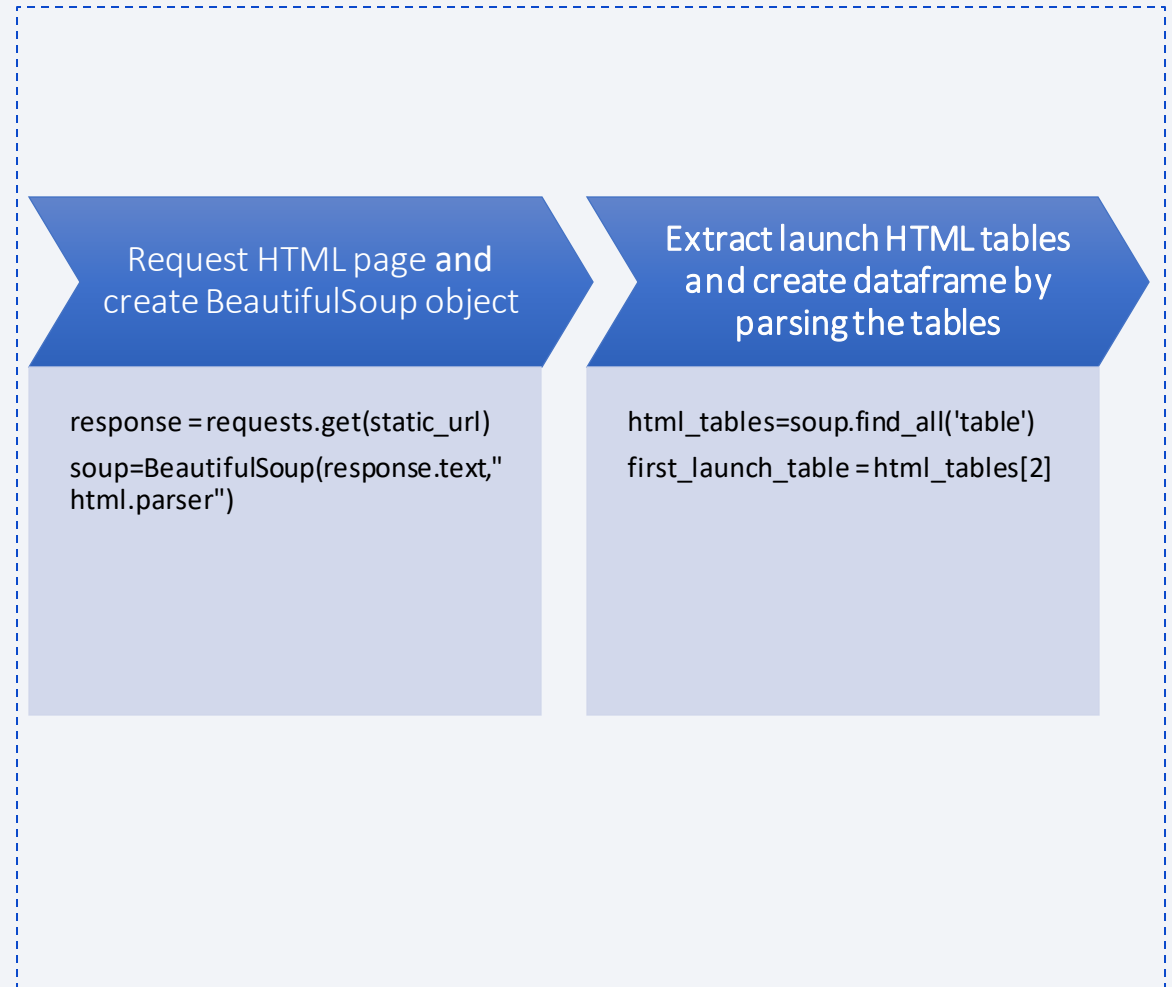 Request HTML page and
create BeautifulSoup object
response = requests.get(static_url)
soup=BeautifulSoup(response.text,"
html.parser")
Extract launch HTML tables
and create dataframe by
parsing the tables
html_tables=soup.find_all('table')
first_launch_table = html_tables[2]